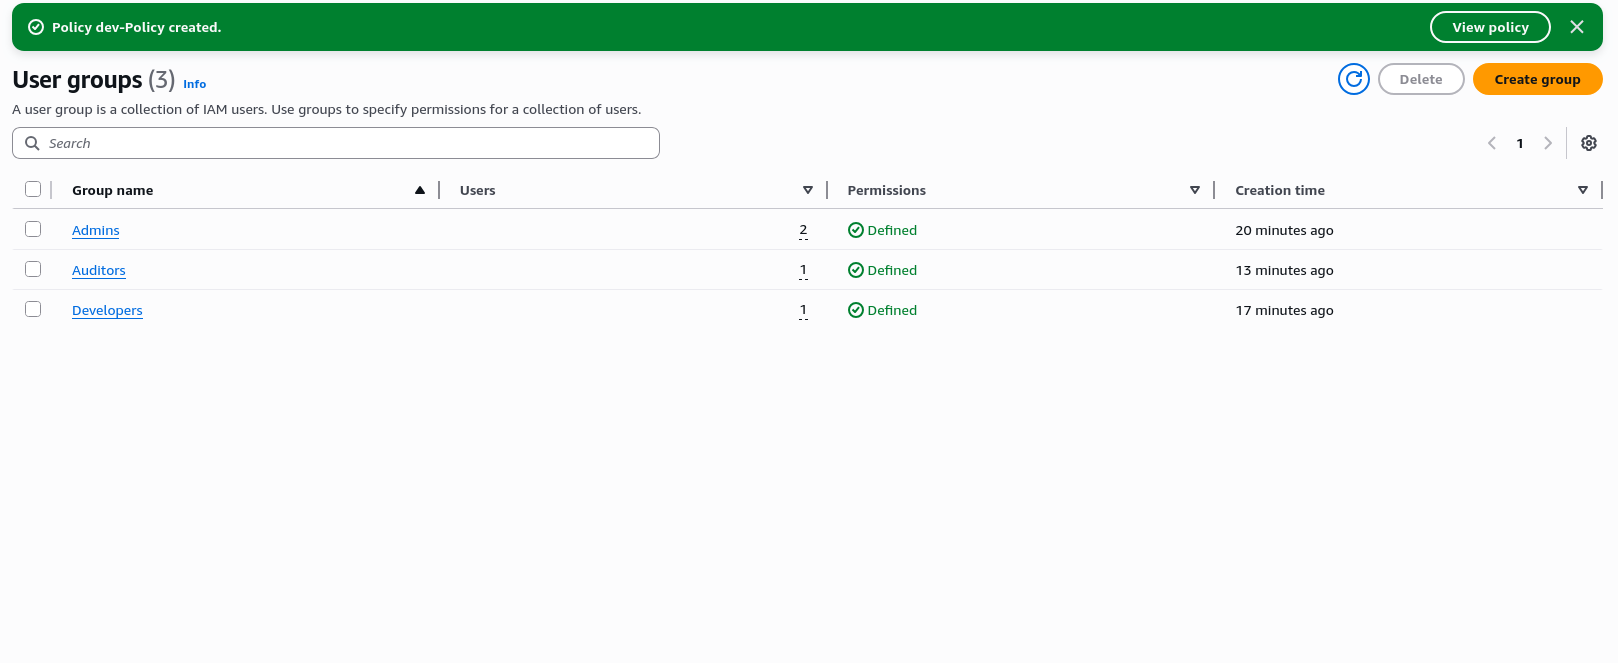 Policy dev-Policy created.
View policy
User groups (3) Info
Delete
Create group
A user group is a collection of IAM users. Use groups to specify permissions for a collection of users.
Search
1
Group name Users Permissions Creation time
Admins 2 Defined 20 minutes ago
Auditors 1 Defined 13 minutes ago
Developers 1 Defined 17 minutes ago